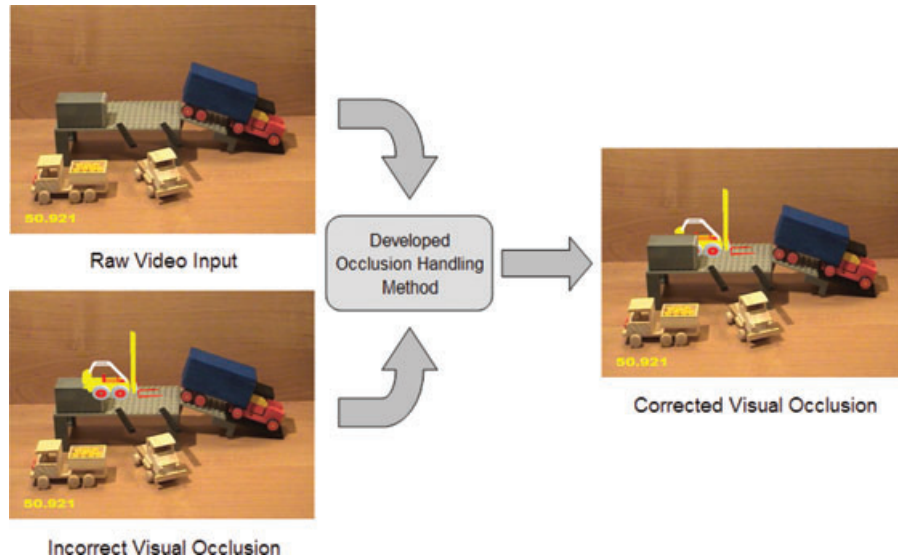 50.921
Raw Video Input
50.921
Incorrect Visual Occlusion
Developed
Occlusion Handling
Method
50.921
Corrected Visual Occlusion